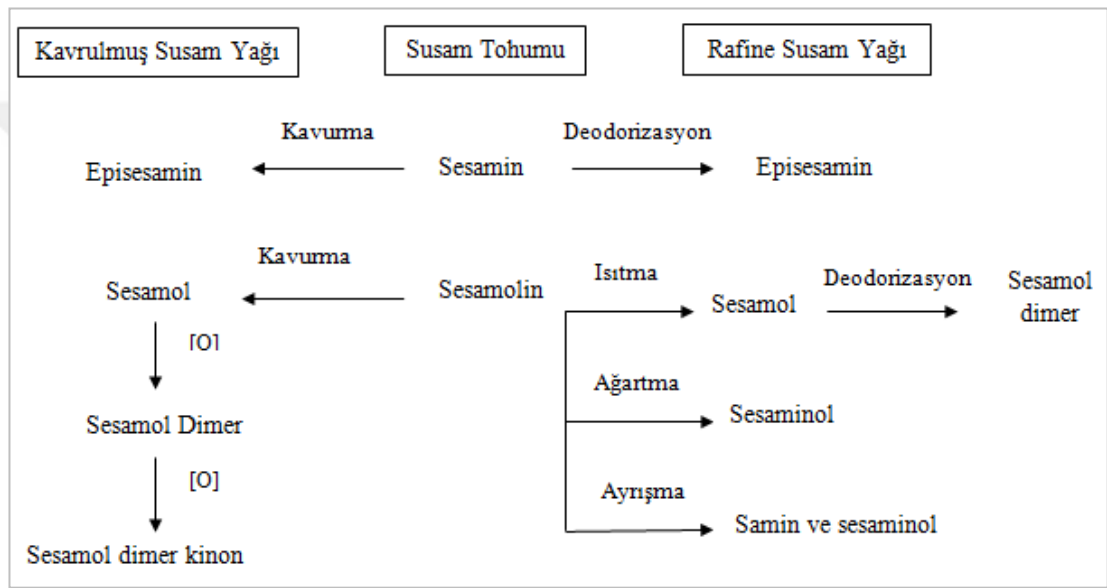 Kavrulmuş Susam Yağı
Susam Tohumu
Rafine Susam Yağı
Kavurma
Deodorizasyon
Episesamin
Sesamin
Episesamin
Kavurma
Isıtma
Deodorizasyon
Sesamol
Sesamolin
Sesamol
Sesamol
dimer
[O]
Ağartma
Sesamol Dimer
Sesaminol
[O]
Ayrışma
Samin ve sesaminol
Sesamol dimer kinon